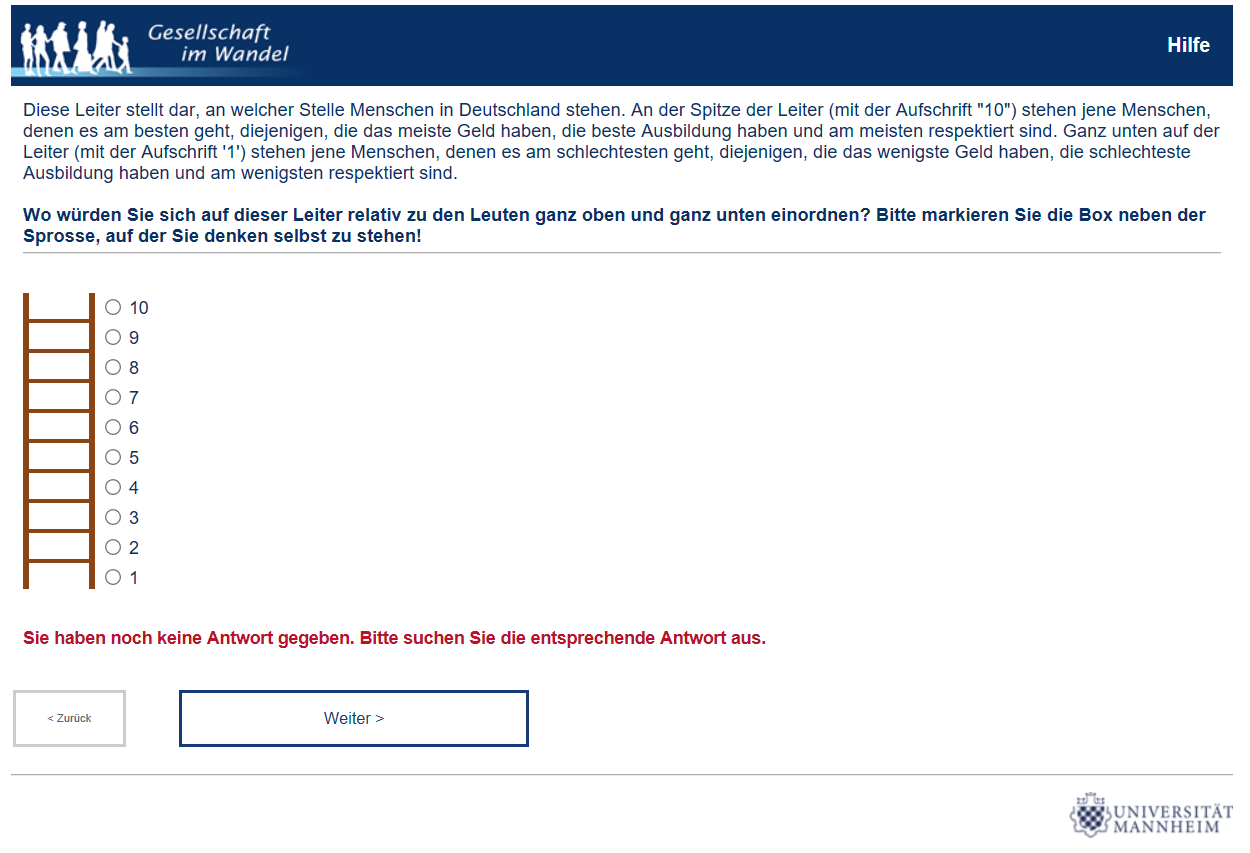 Gesellschaft
im Wandel
Hilfe
Diese Leiter stellt dar, an welcher Stelle Menschen in Deutschland stehen. An der Spitze der Leiter (mit der Aufschrift "10") stehen jene Menschen,
denen es am besten geht, diejenigen, die das meiste Geld haben, die beste Ausbildung haben und am meisten respektiert sind. Ganz unten auf der
Leiter (mit der Aufschrift '1') stehen jene Menschen, denen es am schlechtesten geht, diejenigen, die das wenigste Geld haben, die schlechteste
Ausbildung haben und am wenigsten respektiert sind.
Wo würden Sie sich auf dieser Leiter relativ zu den Leuten ganz oben und ganz unten einordnen? Bitte markieren Sie die Box neben der
Sprosse, auf der Sie denken selbst zu stehen!
10
9
8
7
6
5
4
3
2
1
Sie haben noch keine Antwort gegeben. Bitte suchen Sie die entsprechende Antwort aus.
< Zurück
Weiter >
UNIVERSITÄT
MANNHEIM